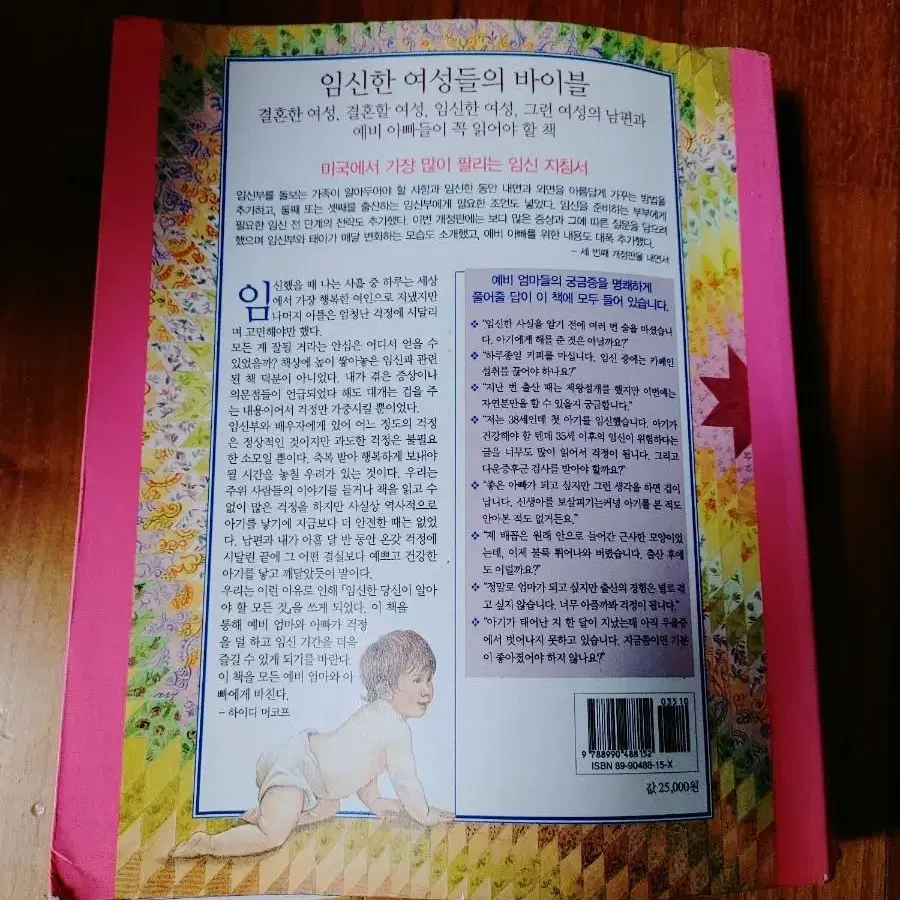 임신한 여성들의 바이블
결혼한 여성, 결혼할 여성, 임신한 여성, 그런 여성의 남편과
예비 아빠들이 꼭 읽어야 할 책
미국에서 가장 많이 팔리는 임신 지침서
임신부를 돌보는 가족이 알아두어야 할 사항과 임신한 동안 내면과 외면을 아름답게 가꾸는 방법을
추가하고, 둘째 또는 셋째를 출산하는 임신부에게 필요한 조언도 넣었다. 임신을 준비하는 부부에게
필요한 임신 전 단계의 전략도 추가했다. 이번 개정판에는 보다 많은 증상과 그에 따른 질문을 담으려
했으며 임신부와 태아가 매달 변화하는 모습도 소개했고, 예비 아빠를 위한 내용도 대폭 추가했다.
- 세 번째 개정판을 내면서
임신했을 때 나는 사흘 중 하루는 세상
에서 가장 행복한 여인으로 지냈지만
나머지 이틀은 엄청난 걱정에 시달리
며 고민해야만 했다.
모든 게 잘될 거라는 안심은 어디서 얻을 수
있었을까? 책상에 높이 쌓아놓은 임신과 관련
된 책 덕분이 아니었다. 내가 겪은 증상이나
의문점들이 언급되었다 해도 대개는 겁을 주
는 내용이어서 걱정만 가중시킬 뿐이었다.
임신부와 배우자에게 있어 어느 정도의 걱정
은 정상적인 것이지만 과도한 걱정은 불필요
한 소모일 뿐이다. 축복 받아 행복하게 보내야
될 시간을 놓칠 우려가 있는 것이다. 우리는
주위 사람들의 이야기를 듣거나 책을 읽고 수
없이 많은 걱정을 하지만 사실상 역사적으로
아기를 낳기에 지금보다 더 안전한 때는 없었
다. 남편과 내가 아홉 달 반 동안 온갖 걱정에
시달린 끝에 그 어떤 결실보다 예쁘고 건강한
아기를 낳고 깨달았듯이 말이다.
우리는 이런 이유로 인해 『임신한 당신이 알아
야 할 모든 것』을 쓰게 되었다. 이 책을
통해 예비 엄마와 아빠가 걱정
을 덜 하고 임신 기간을 더욱
즐길 수 있게 되기를 바란다.
이 책을 모든 예비 엄마와 아
빠에게 바친다.
- 하이디 머코프
예비 엄마들의 궁금증을 명쾌하게
풀어줄 답이 이 책에 모두 들어 있습니다.
❖ "임신한 사실을 알기 전에 여러 번 술을 마셨습니
다. 아기에게 해를 준 것은 아닐까요?"
❖ "하루종일 커피를 마십니다. 임신 중에는 카페인
섭취를 끊어야 하나요?"
❖ "지난 번 출산 때는 제왕절개를 했지만 이번에는
자연분만을 할 수 있을지 궁금합니다."
❖ "저는 38세인데 첫 아기를 임신했습니다. 아기가
건강해야 할 텐데 35세 이후의 임신이 위험하다는
글을 너무도 많이 읽어서 걱정이 됩니다. 그리고
다운증후군 검사를 받아야 할까요?"
❖ "좋은 아빠가 되고 싶지만 그런 생각을 하면 겁이
납니다. 신생아를 보살피기는커녕 아기를 본 적도
안아본 적도 없거든요."
❖ "제 배꼽은 원래 안으로 들어간 근사한 모양이었
는데, 이제 불룩 튀어나와 버렸습니다. 출산 후에
도 이럴까요?"
❖ "정말로 엄마가 되고 싶지만 출산의 경험은 별로 겪
고 싶지 않습니다. 너무 아플까봐 걱정이 됩니다."
❖ "아기가 태어난 지 한 달이 지났는데 아직 우울증
에서 벗어나지 못하고 있습니다. 지금쯤이면 기분
이 좋아졌어야 하지 않나요?"
03510
9 788990 488152
ISBN 89-90488-15-X
값 25,000원